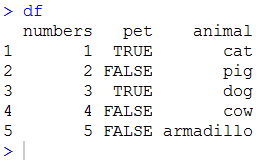 > df
  numbers   pet    animal
1       1  TRUE       cat
2       2 FALSE       pig
3       3  TRUE       dog
4       4 FALSE       cow
5       5 FALSE armadillo
>